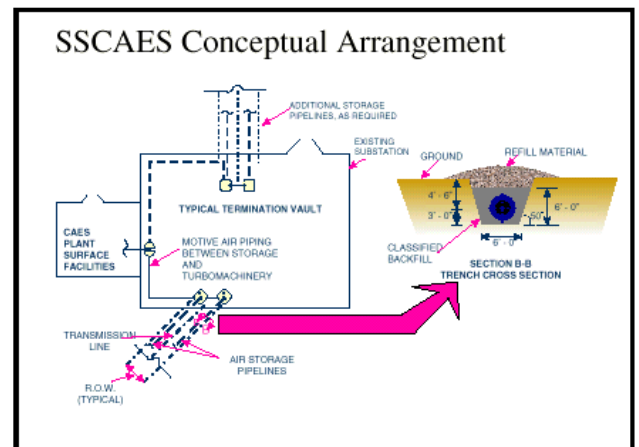 SSCAES Conceptual Arrangement
ADDITIONAL STORAGE
PIPELINES, AS REQUIRED
EXISTING
SUBSTATION
GROUND
REFILL MATERIAL
TYPICAL TERMINATION VAULT
4" - 6"
3' - 0"
6' - 0"
50°
6' - 0"
CAES
PLANT
SURFACE
FACILITIES
MOTIVE AIR PIPING
BETWEEN STORAGE
AND
TURBOMACHINERY
CLASSIFIED
BACKFILL
SECTION B-B
TRENCH CROSS SECTION
TRANSMISSION
LINE
AIR STORAGE
PIPELINES
R.O.W.
(TYPICAL)